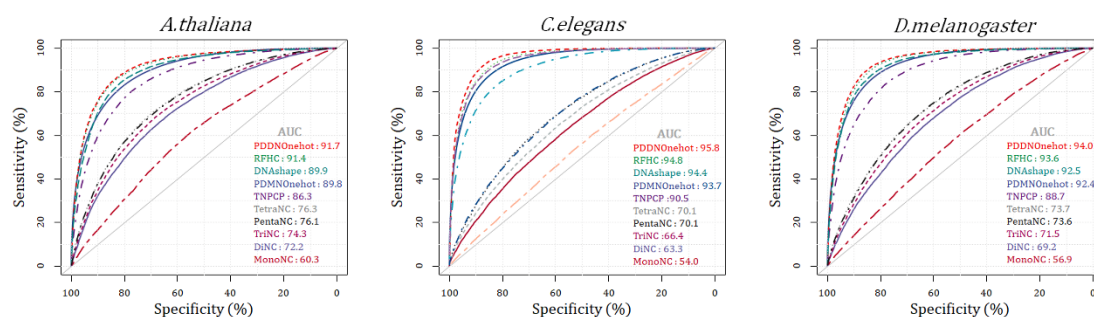 A.thaliana
Sensitivity (%)
100
80
60
40
20
0
AUC
PDDNOnehot : 91.7
RFHC : 91.4
DNAshape : 89.9
PDMNOnehot : 89.8
TNPCP : 86.3
TetraNC : 76.3
PentaNC : 76.1
TriNC : 74.3
DiNC : 72.2
MonoNC : 60.3
100 80 60 40 20 0
Specificity (%)
C.elegans
Sensitivity (%)
100
80
60
40
20
0
AUC
PDDNOnehot : 95.8
RFHC : 94.8
DNAshape : 94.4
PDMNOnehot : 93.7
TNPCP : 90.5
TetraNC : 70.1
PentaNC : 70.1
TriNC : 66.4
DiNC : 63.3
MonoNC : 54.0
100 80 60 40 20 0
Specificity (%)
D.melanogaster
Sensitivity (%)
100
80
60
40
20
0
AUC
PDDNOnehot : 94.0
RFHC : 93.6
DNAshape : 92.5
PDMNOnehot : 92.4
TNPCP : 88.7
TetraNC : 73.7
PentaNC : 73.6
TriNC : 71.5
DiNC : 69.2
MonoNC : 56.9
100 80 60 40 20 0
Specificity (%)